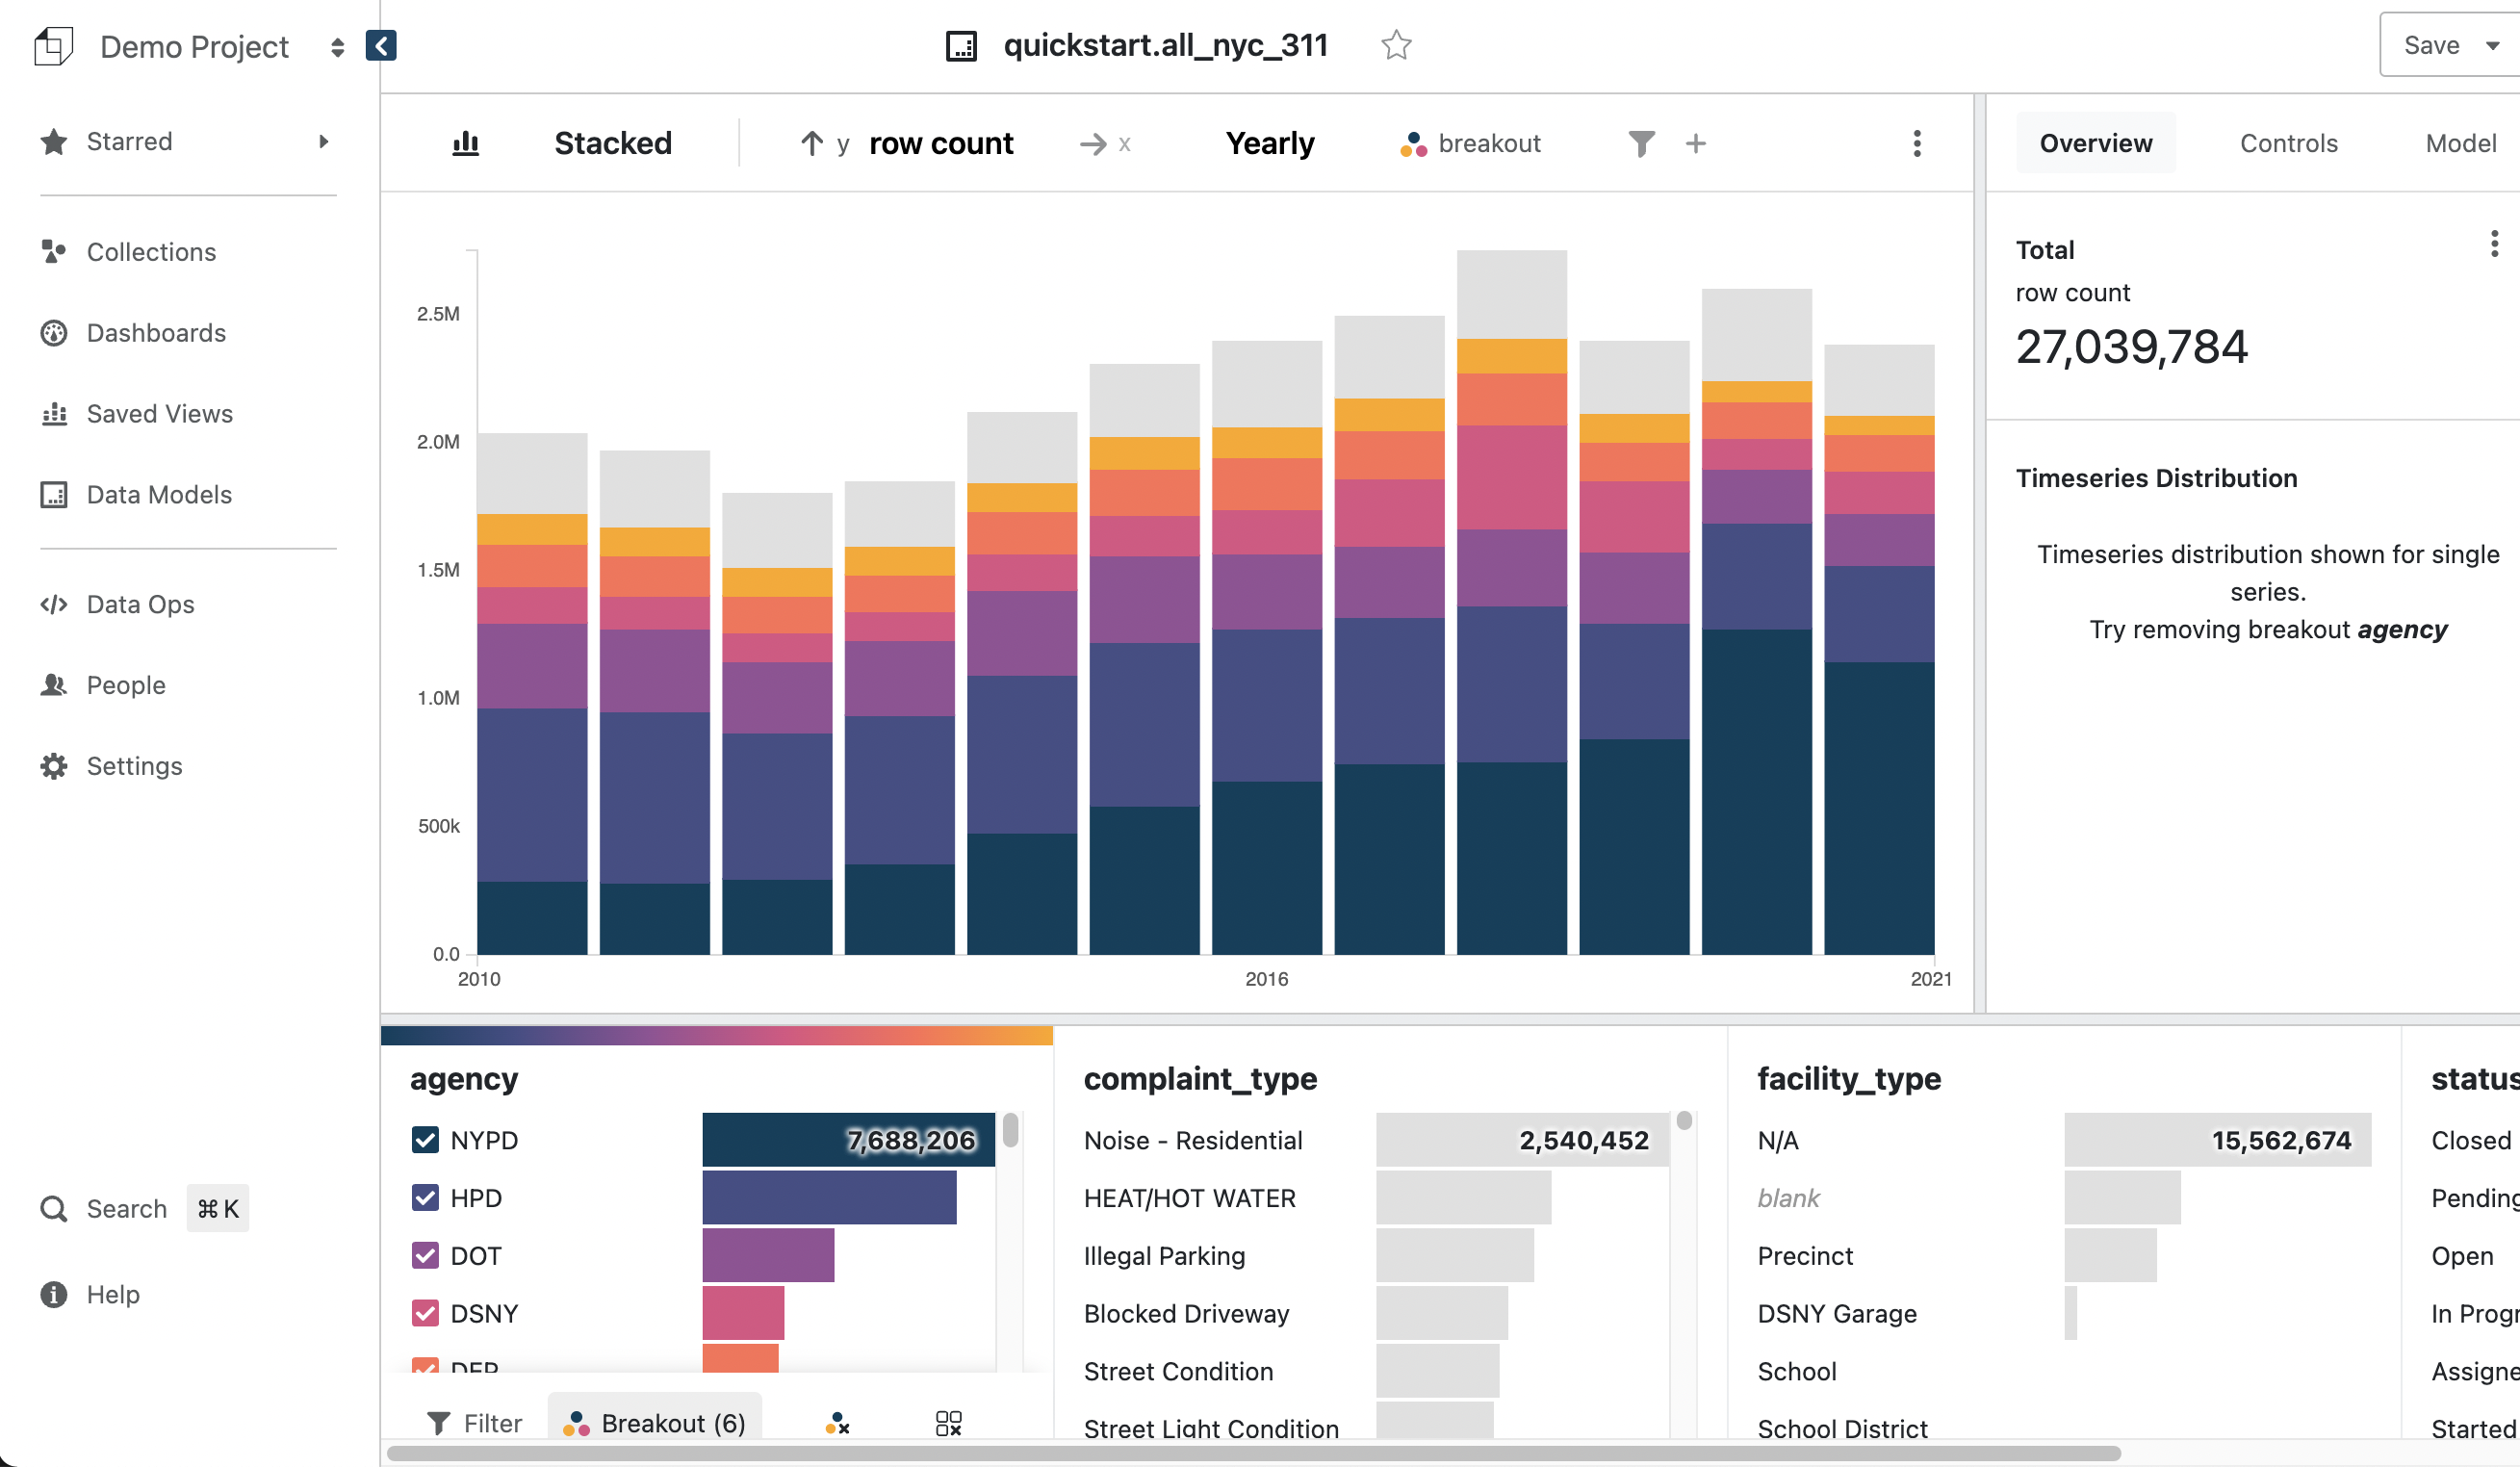 Demo Project
Starred
Collections
Dashboards
Saved Views
Data Models
Data Ops
People
Settings
Search ⌘ K
Help
quickstart.all_nyc_311
Save
Stacked
y row count
x Yearly
breakout
Overview
Controls
Model
2.5M
2.0M
1.5M
1.0M
500k
0.0
2010
2016
2021
Total
row count
27,039,784
Timeseries Distribution
Timeseries distribution shown for single
series.
Try removing breakout agency
agency
NYPD 7,688,206
HPD
DOT
DSNY
DEP
Filter
Breakout (6)
complaint_type
Noise - Residential 2,540,452
HEAT/HOT WATER
Illegal Parking
Blocked Driveway
Street Condition
Street Light Condition
facility_type
N/A 15,562,674
blank
Precinct
DSNY Garage
School
School District
status
Closed
Pending
Open
In Progr
Assigne
Started